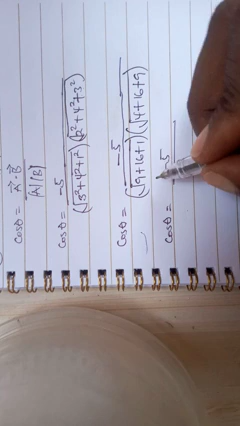 cosθ = A⃗·B⃗ / |A||B|
cosθ = -5 / (√3²+4²+1²)(√2²+4²+3²)
cosθ = -5 / (√9+16+1)(√4+16+9)
cosθ = -5